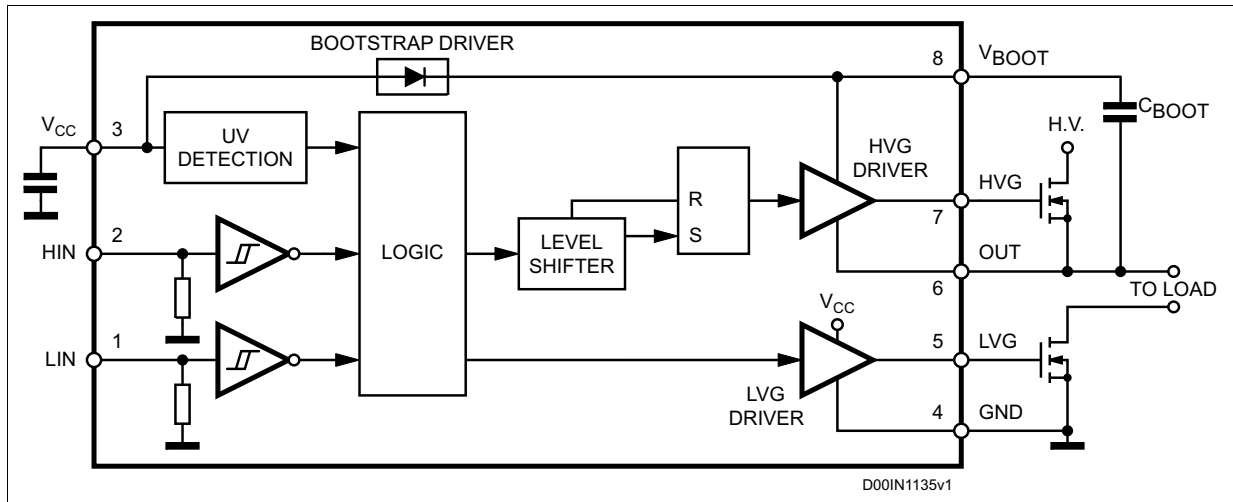 BOOTSTRAP DRIVER
8
VBOOT
VCC
3
UV
DETECTION
CBOOT
H.V.
HVG
DRIVER
HVG
7
R
S
HIN
2
LOGIC
LEVEL
SHIFTER
OUT
6
TO LOAD
VCC
LIN
1
5
LVG
LVG
DRIVER
4
GND
D00IN1135v1